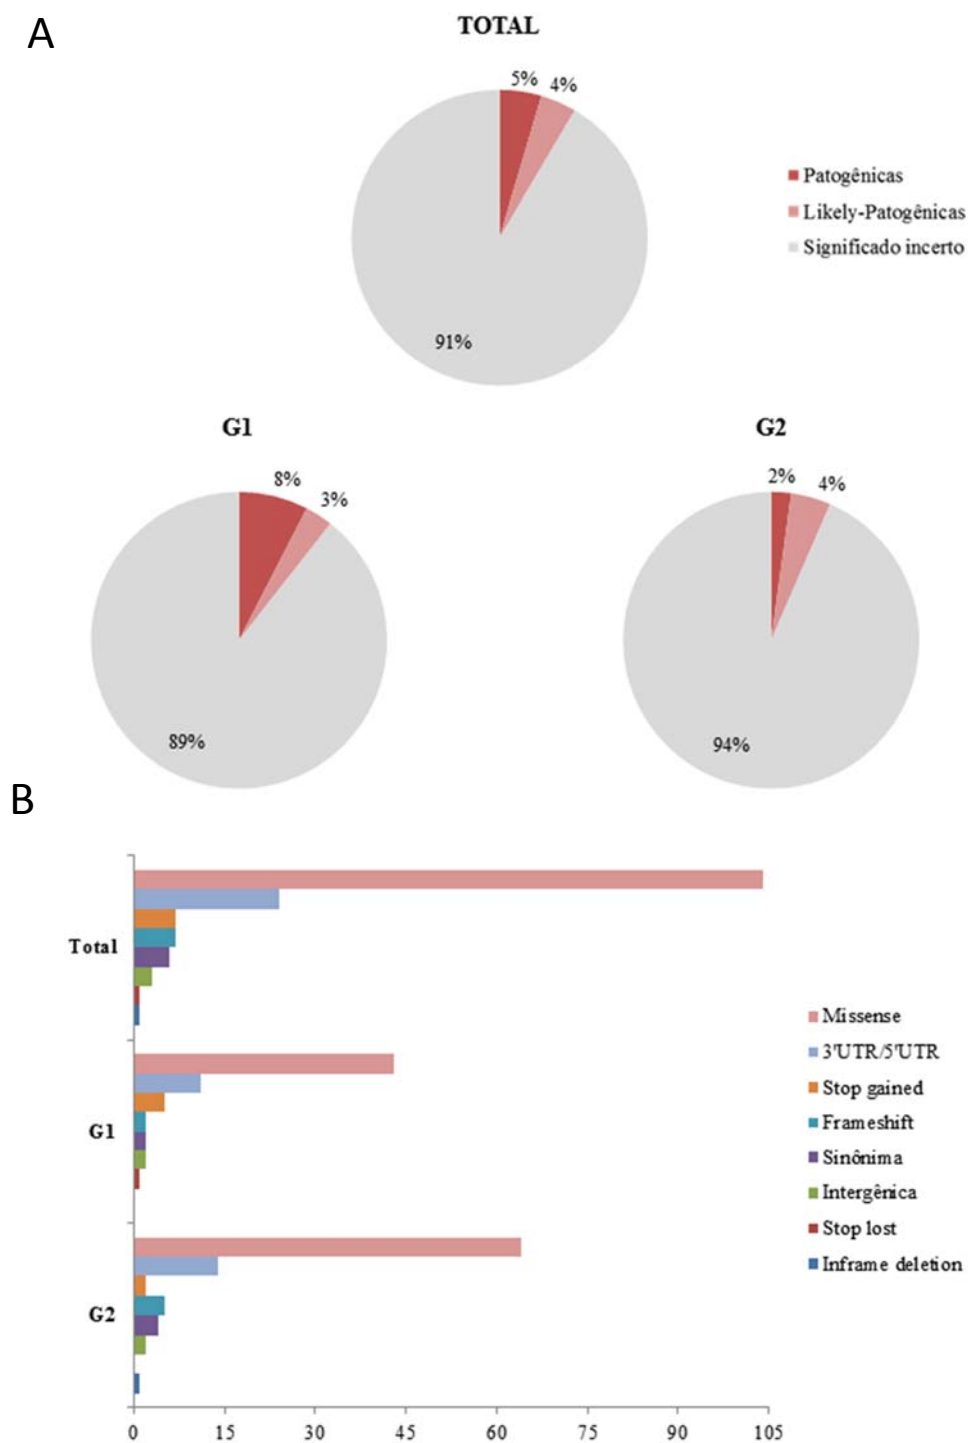 A
TOTAL
5%
4%
91%
Patogênicas
Likely-Patogênicas
Significado incerto
G1
8%
3%
89%
G2
2%
4%
94%
B
Total
G1
G2
0 15 30 45 60 75 90 105
Missense
3'UTR/5'UTR
Stop gained
Frameshift
Sinônima
Intergênica
Stop lost
Inframe deletion